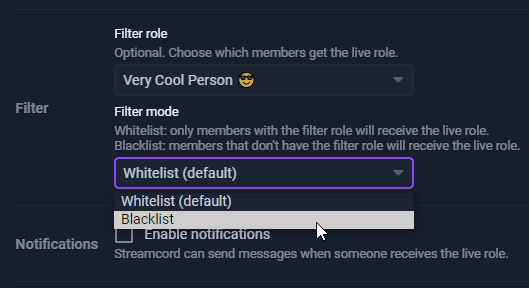 Filter role
Optional. Choose which members get the live role.
Very Cool Person 😎
Filter
Filter mode
Whitelist: only members with the filter role will receive the live role.
Blacklist: members that don't have the filter role will receive the live role.
Whitelist (default)
Whitelist (default)
Blacklist
Notifications
Enable notifications
Streamcord can send messages when someone receives the live role.